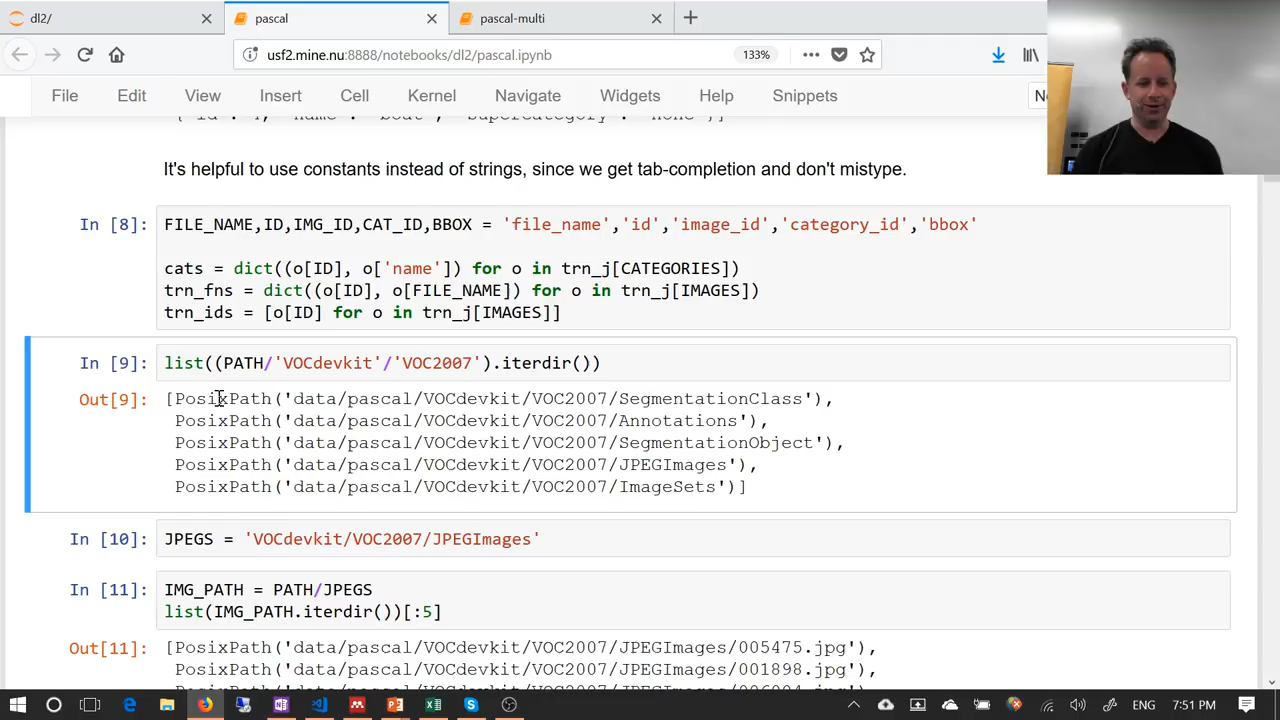 dl2/
pascal
pascal-multi
usf2.mine.nu:8888/notebooks/dl2/pascal.ipynb
133%
File Edit View Insert Cell Kernel Navigate Widgets Help Snippets
It's helpful to use constants instead of strings, since we get tab-completion and don't mistype.
In [8]: FILE_NAME,ID,IMG_ID,CAT_ID,BBOX = 'file_name','id','image_id','category_id','bbox'
cats = dict((o[ID], o['name']) for o in trn_j[CATEGORIES])
trn_fns = dict((o[ID], o[FILE_NAME]) for o in trn_j[IMAGES])
trn_ids = [o[ID] for o in trn_j[IMAGES]]
In [9]: list((PATH/'VOCdevkit'/'VOC2007').iterdir())
Out[9]: [PosixPath('data/pascal/VOCdevkit/VOC2007/SegmentationClass'),
PosixPath('data/pascal/VOCdevkit/VOC2007/Annotations'),
PosixPath('data/pascal/VOCdevkit/VOC2007/SegmentationObject'),
PosixPath('data/pascal/VOCdevkit/VOC2007/JPEGImages'),
PosixPath('data/pascal/VOCdevkit/VOC2007/ImageSets')]
In [10]: JPEGS = 'VOCdevkit/VOC2007/JPEGImages'
In [11]: IMG_PATH = PATH/JPEGS
list(IMG_PATH.iterdir())[:5]
Out[11]: [PosixPath('data/pascal/VOCdevkit/VOC2007/JPEGImages/005475.jpg'),
PosixPath('data/pascal/VOCdevkit/VOC2007/JPEGImages/001898.jpg'),
ENG 7:51 PM